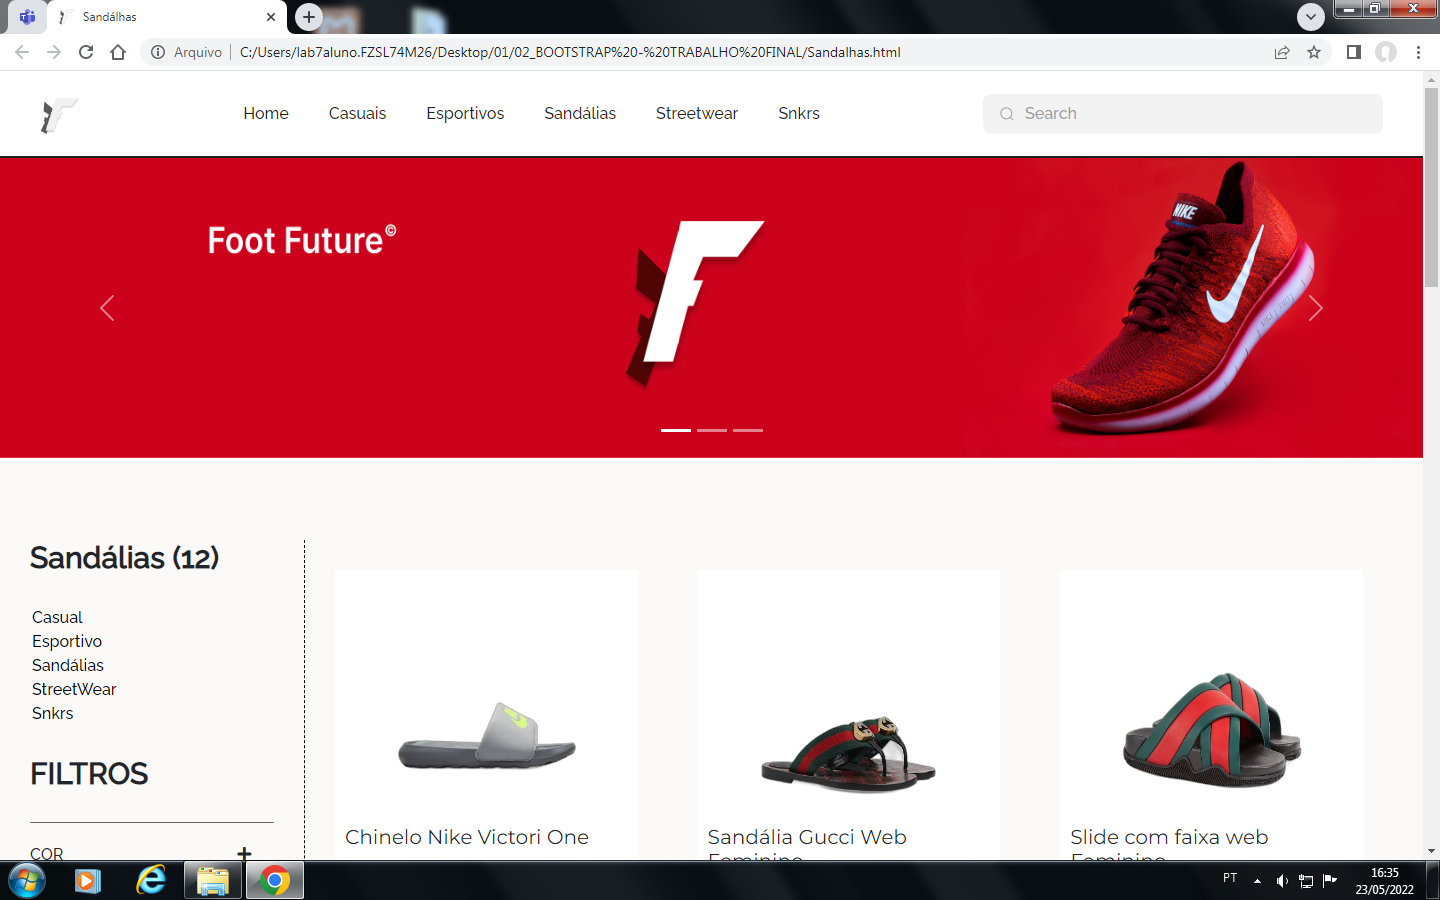 Sandálhas
Arquivo
C:/Users/lab7aluno.FZSL74M26/Desktop/01/02_BOOTSTRAP%20-%20TRABALHO%20FINAL/Sandalhas.html
Home Casuais Esportivos Sandálias Streetwear Snkrs
Search
Foot Future©
F
NIKE
Sandálias (12)
Casual
Esportivo
Sandálias
StreetWear
Snkrs
FILTROS
COR
Chinelo Nike Victori One
Sandália Gucci Web
Feminino
Slide com faixa web
Feminino
PT
16:35
23/05/2022